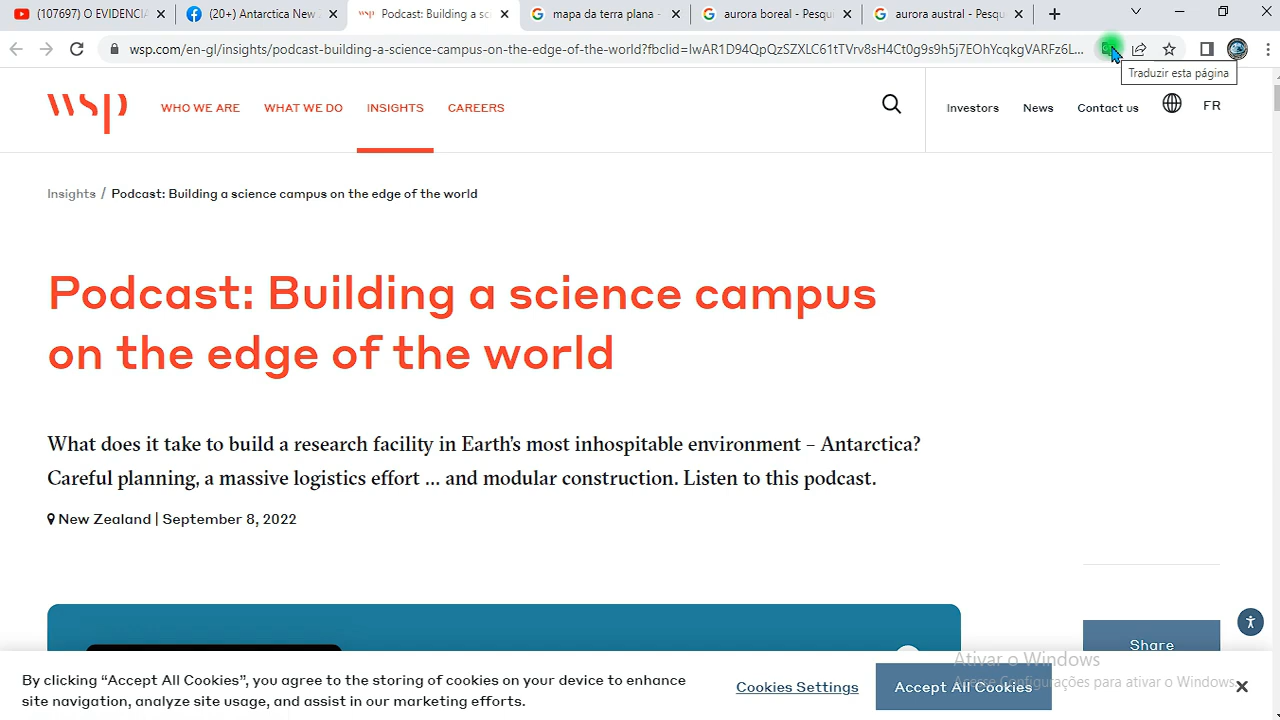 (107697) O EVIDENCI
(20+) Antarctica New
Podcast: Building a sc
mapa da terra plana -
aurora boreal - Pesqu
aurora austral - Pesqu
wsp.com/en-gl/insights/podcast-building-a-science-campus-on-the-edge-of-the-world?fbclid=IwAR1D94QpQzSZXLC61tTVrv8sH4Ct0g9s9h5j7EOhYcqkgVARFz6L...
Traduzir esta página
wsp WHO WE ARE WHAT WE DO INSIGHTS CAREERS Investors News Contact us FR
Insights / Podcast: Building a science campus on the edge of the world
Podcast: Building a science campus
on the edge of the world
What does it take to build a research facility in Earth's most inhospitable environment – Antarctica?
Careful planning, a massive logistics effort ... and modular construction. Listen to this podcast.
New Zealand | September 8, 2022
Share
Ativar o Windows
Acesse Configurações para ativar o Windows.
By clicking “Accept All Cookies”, you agree to the storing of cookies on your device to enhance
site navigation, analyze site usage, and assist in our marketing efforts.
Cookies Settings
Accept All Cookies